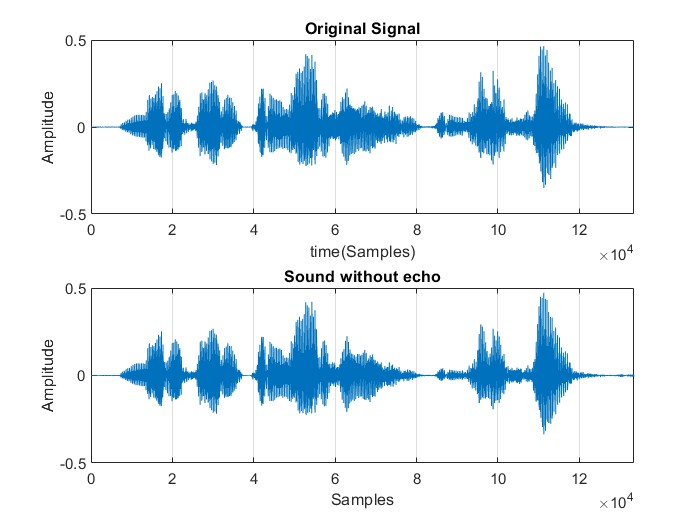 Original Signal
0.5
0
-0.5
Amplitude
0 2 4 6 8 10 12
×10^4
time(Samples)
Sound without echo
0.5
0
-0.5
Amplitude
0 2 4 6 8 10 12
×10^4
Samples